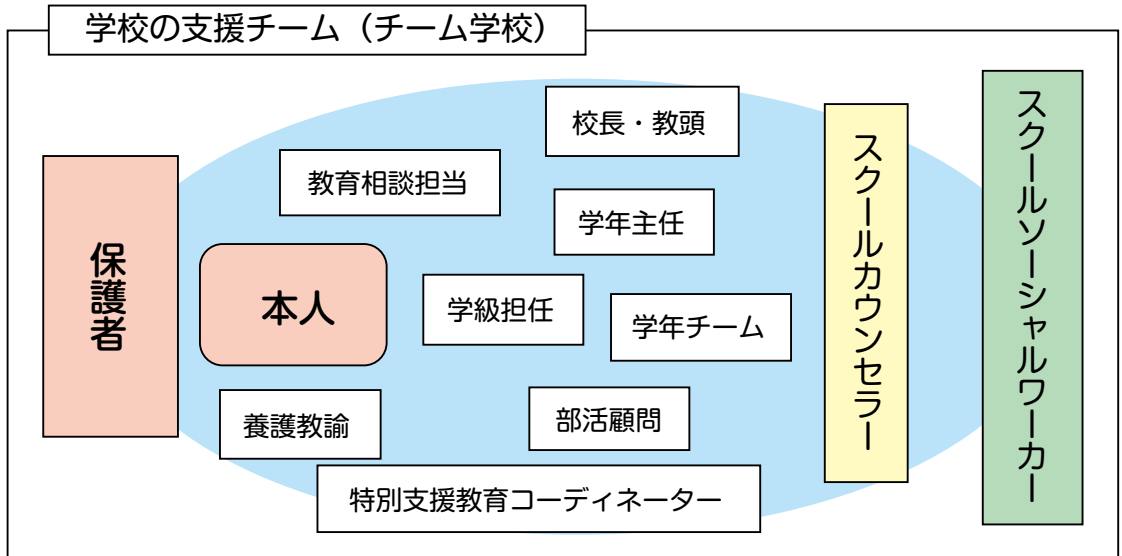 学校の支援チーム（チーム学校）
校長・教頭
教育相談担当
学年主任
保護者
本人
学級担任
学年チーム
養護教諭
部活顧問
特別支援教育コーディネーター
スクールカウンセラー
スクールソーシャルワーカー